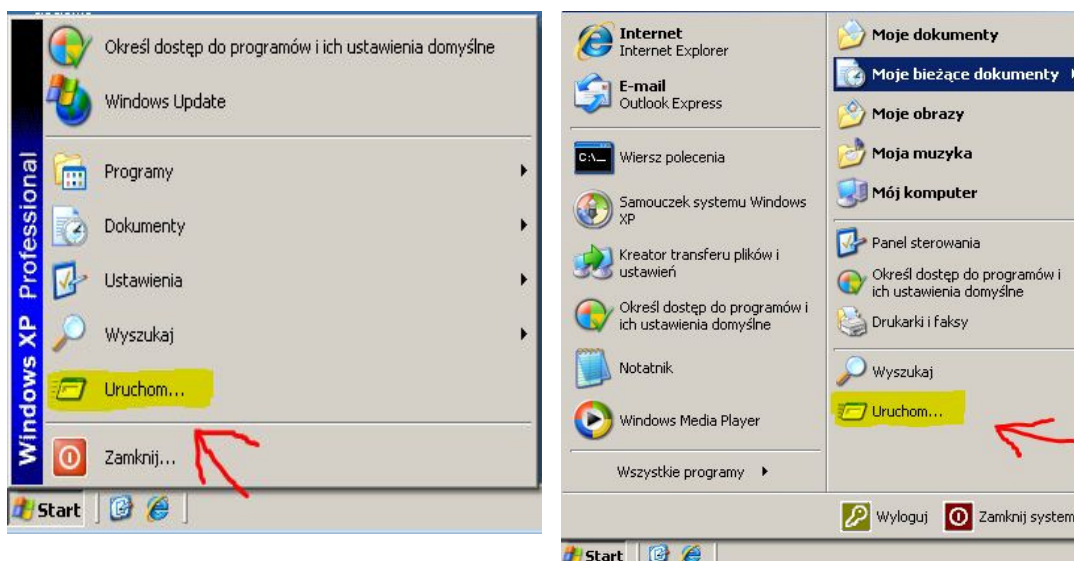 Określ dostęp do programów i ich ustawienia domyślne
Windows Update
Programy
Dokumenty
Ustawienia
Wyszukaj
Uruchom...
Zamknij...
Windows XP Professional
Start
Internet
Internet Explorer
E-mail
Outlook Express
C:\_
Wiersz polecenia
Samouczek systemu Windows
XP
Kreator transferu plików i
ustawień
Określ dostęp do programów i
ich ustawienia domyślne
Notatnik
Windows Media Player
Wszystkie programy
Moje dokumenty
Moje bieżące dokumenty
Moje obrazy
Moja muzyka
Mój komputer
Panel sterowania
Określ dostęp do programów i
ich ustawienia domyślne
Drukarki i faksy
Wyszukaj
Uruchom...
Wyloguj
Zamknij system
Start